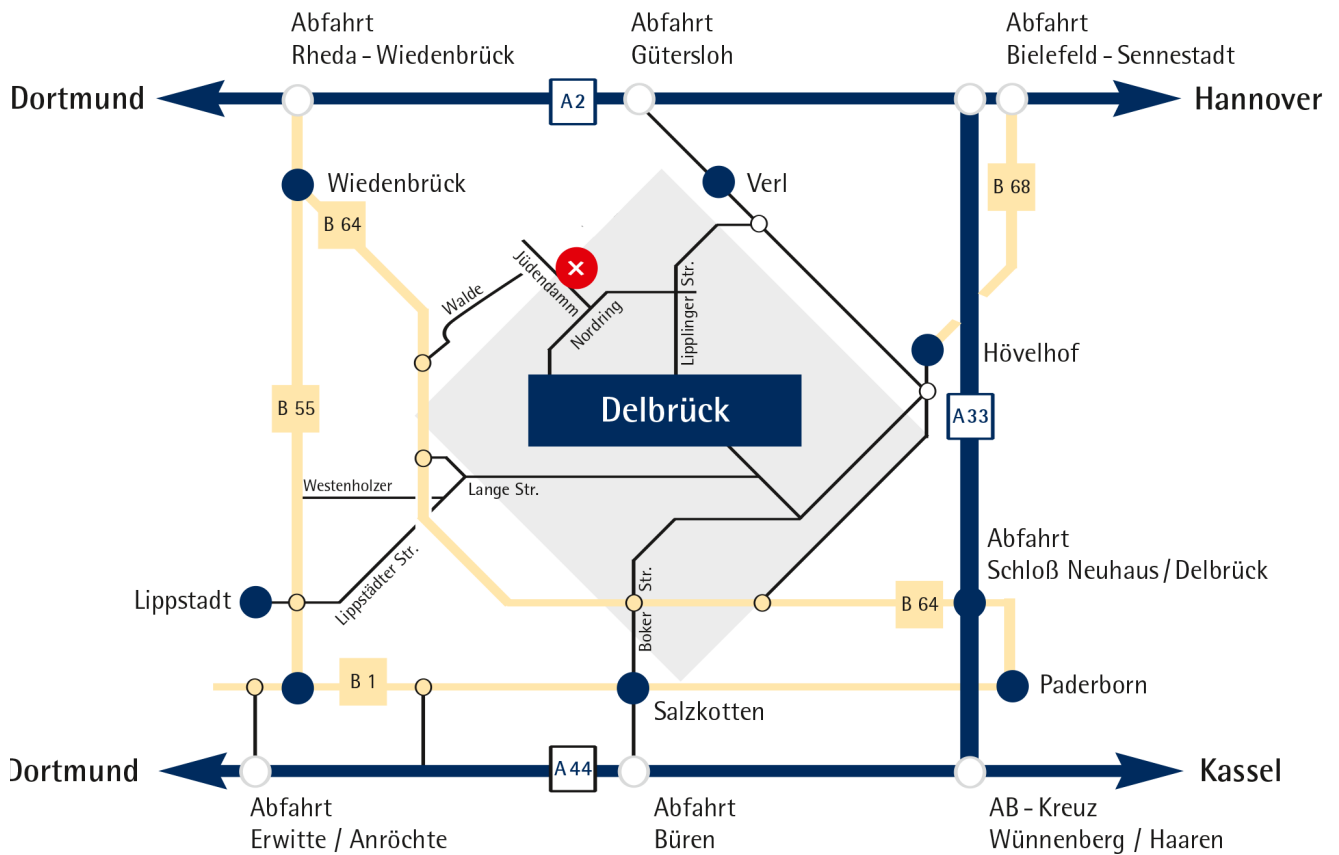 Abfahrt
Rheda - Wiedenbrück
Abfahrt
Gütersloh
Abfahrt
Bielefeld - Sennestadt
Dortmund
A2
Hannover
Wiedenbrück
Verl
B 68
B 64
Jüdendamm
Walde
Nordring
Lipplinger Str.
Hövelhof
B 55
Delbrück
A33
Westenholzer
Lange Str.
Lippstädter Str.
Abfahrt
Schloß Neuhaus / Delbrück
Lippstadt
Boker Str.
B 64
B 1
Paderborn
Salzkotten
Dortmund
A 44
Kassel
Abfahrt
Erwitte / Anröchte
Abfahrt
Büren
AB - Kreuz
Wünnenberg / Haaren